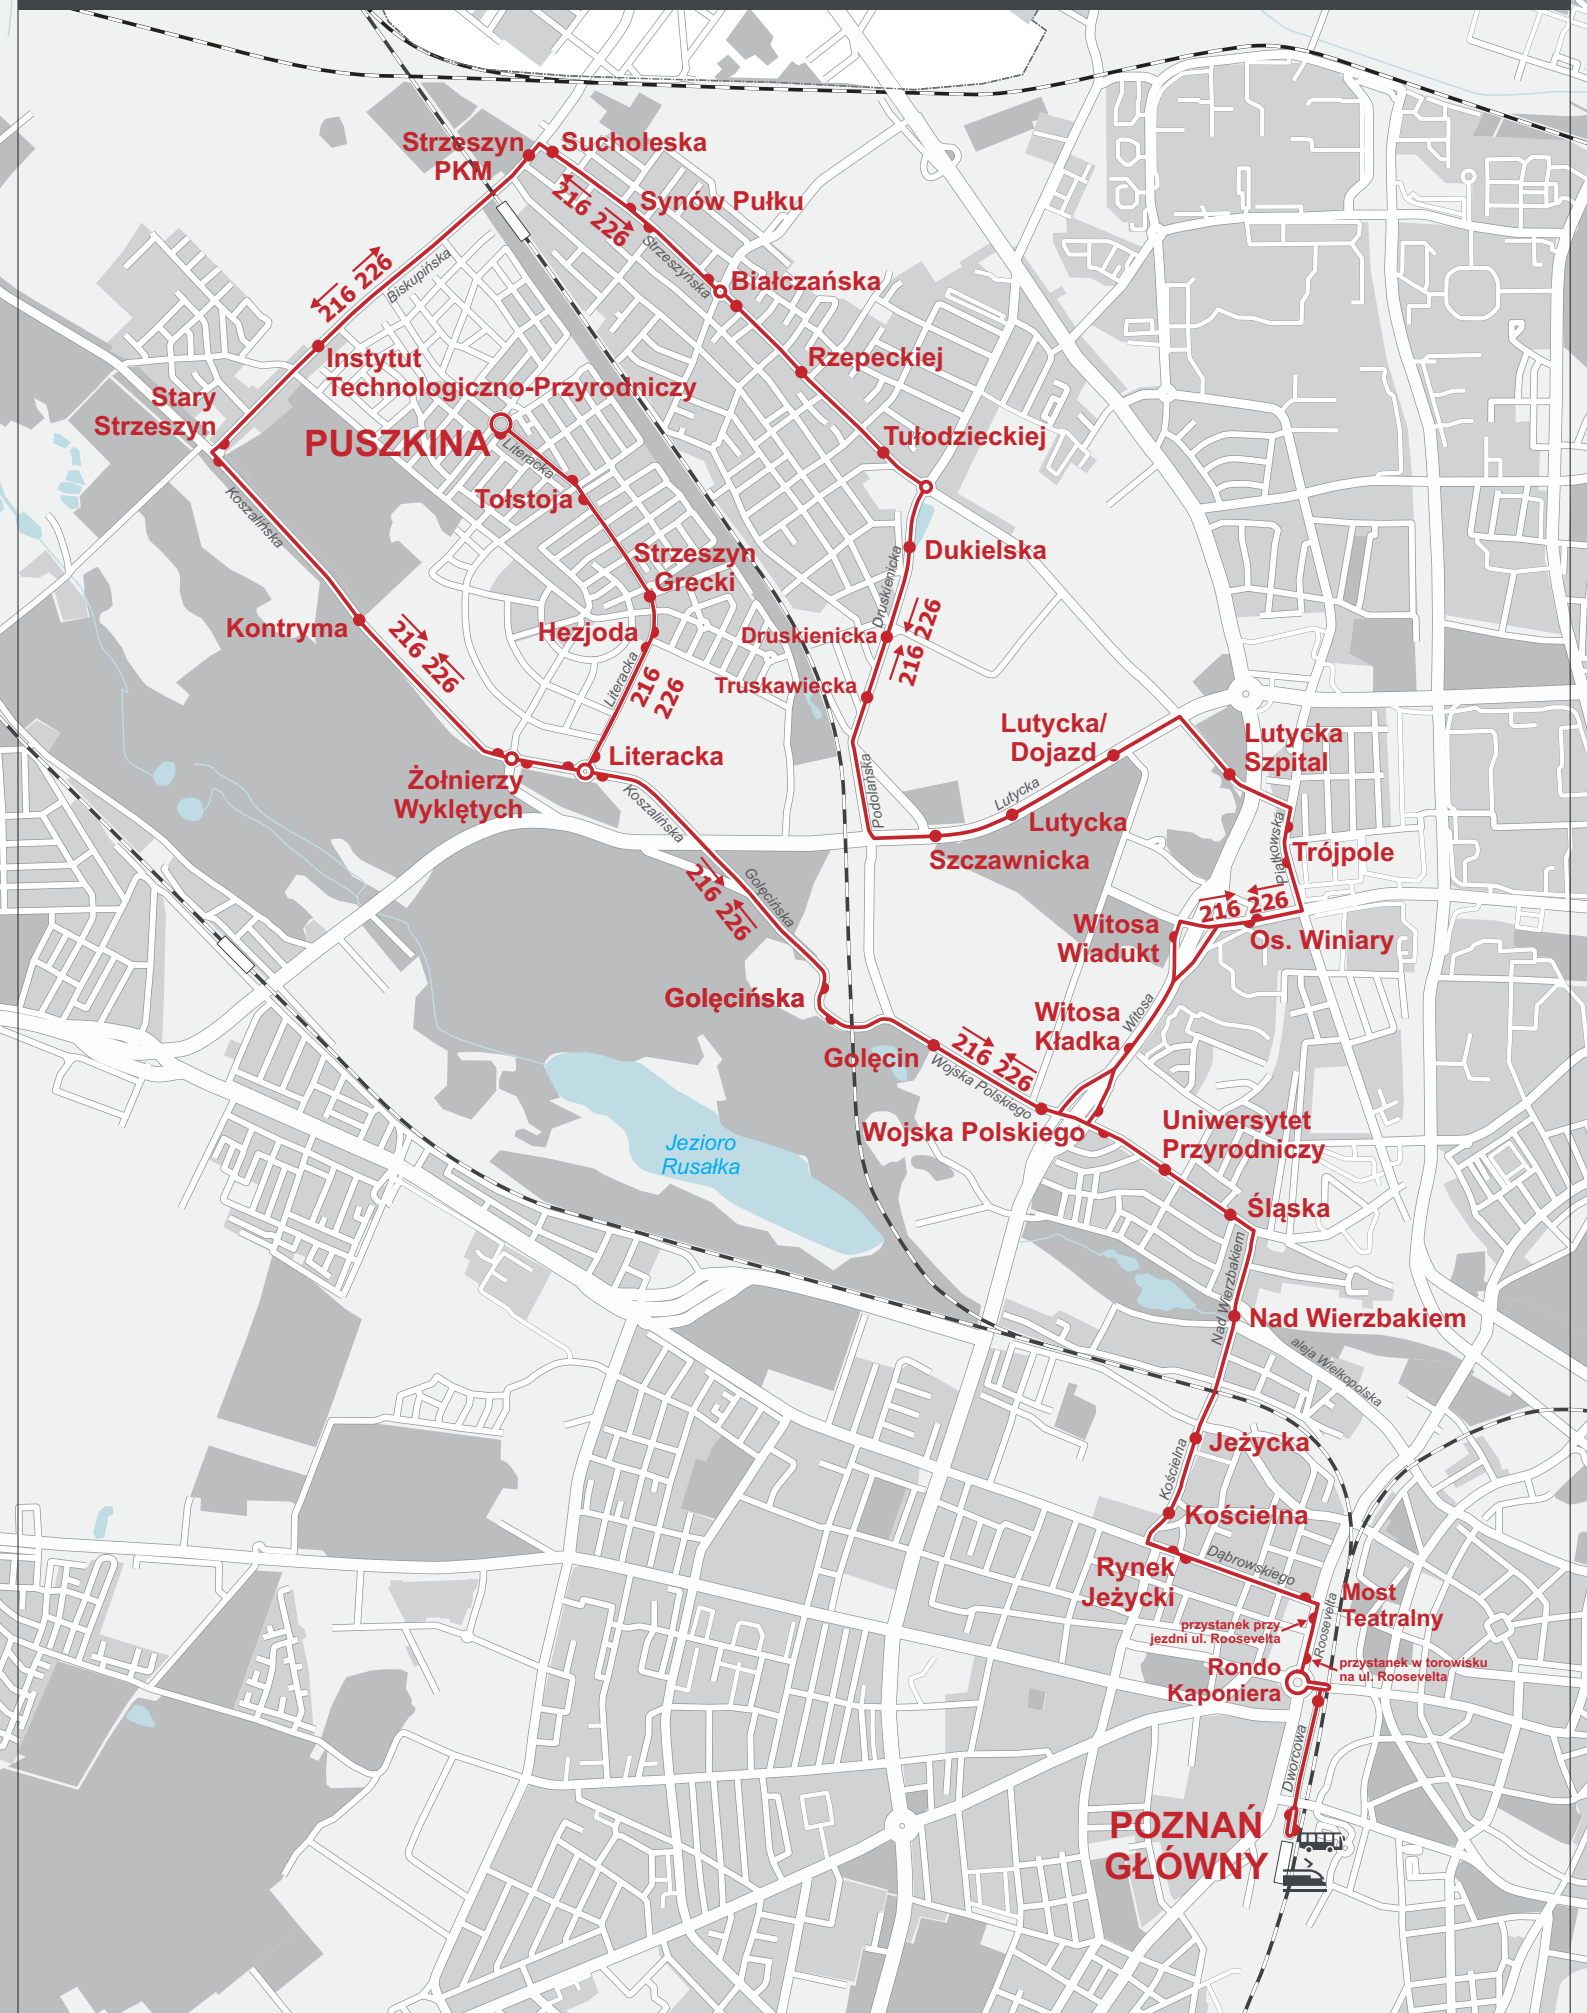 Strzeszyn
PKM
Sucholeska
216 226
Synów Pułku
Strzeszyńska
Białczańska
216 226
Biskupińska
Instytut
Technologiczno-Przyrodniczy
Rzepeckiej
Stary
Strzeszyn
PUSZKINA
Literacka
Tułodzieckiej
Tołstoja
Koszalińska
Strzeszyn
Grecki
Dukielska
Druskienicka
Kontryma
216 226
Hezjoda
Literacka
216
226
Druskienicka
216 226
Truskawiecka
Lutycka/
Dojazd
Lutycka
Szpital
Literacka
Żołnierzy
Wyklętych
Koszalińska
Podolańska
Lutycka
Lutycka
Szczawnicka
Piątkowska
Trójpole
216 226
Golęcińska
216 226
Witosa
Wiadukt
Os. Winiary
Golęcińska
Witosa
Kładka
Witosa
Golęcin
216 226
Wojska Polskiego
Wojska Polskiego
Uniwersytet
Przyrodniczy
Jezioro
Rusałka
Śląska
Nad Wierzbakiem
Nad Wierzbakiem
aleja Wielkopolska
Jeżycka
Kościelna
Kościelna
Dąbrowskiego
Rynek
Jeżycki
Most
Teatralny
przystanek przy
jezdni ul. Roosevelta
Roosevelta
Rondo
Kaponiera
przystanek w torowisku
na ul. Roosevelta
Dworcowa
POZNAŃ
GŁÓWNY